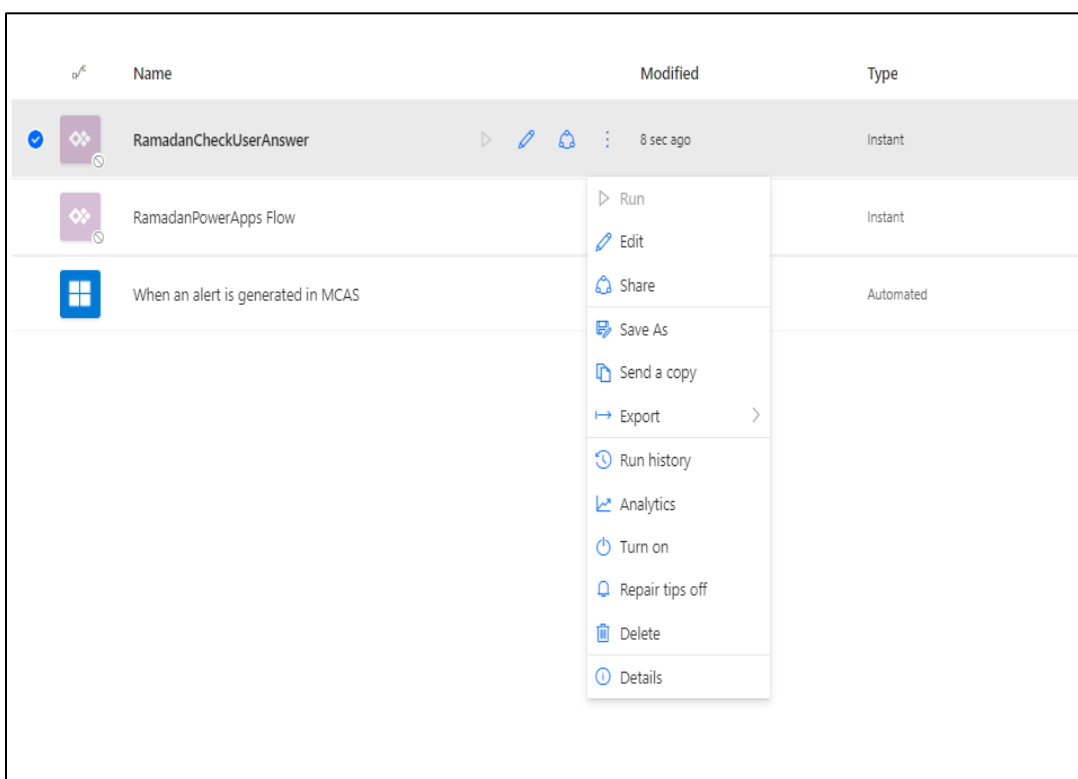 Name Modified Type
RamadanCheckUserAnswer 8 sec ago Instant
Run
RamadanPowerApps Flow Instant
Edit
Share
When an alert is generated in MCAS Automated
Save As
Send a copy
Export
Run history
Analytics
Turn on
Repair tips off
Delete
Details